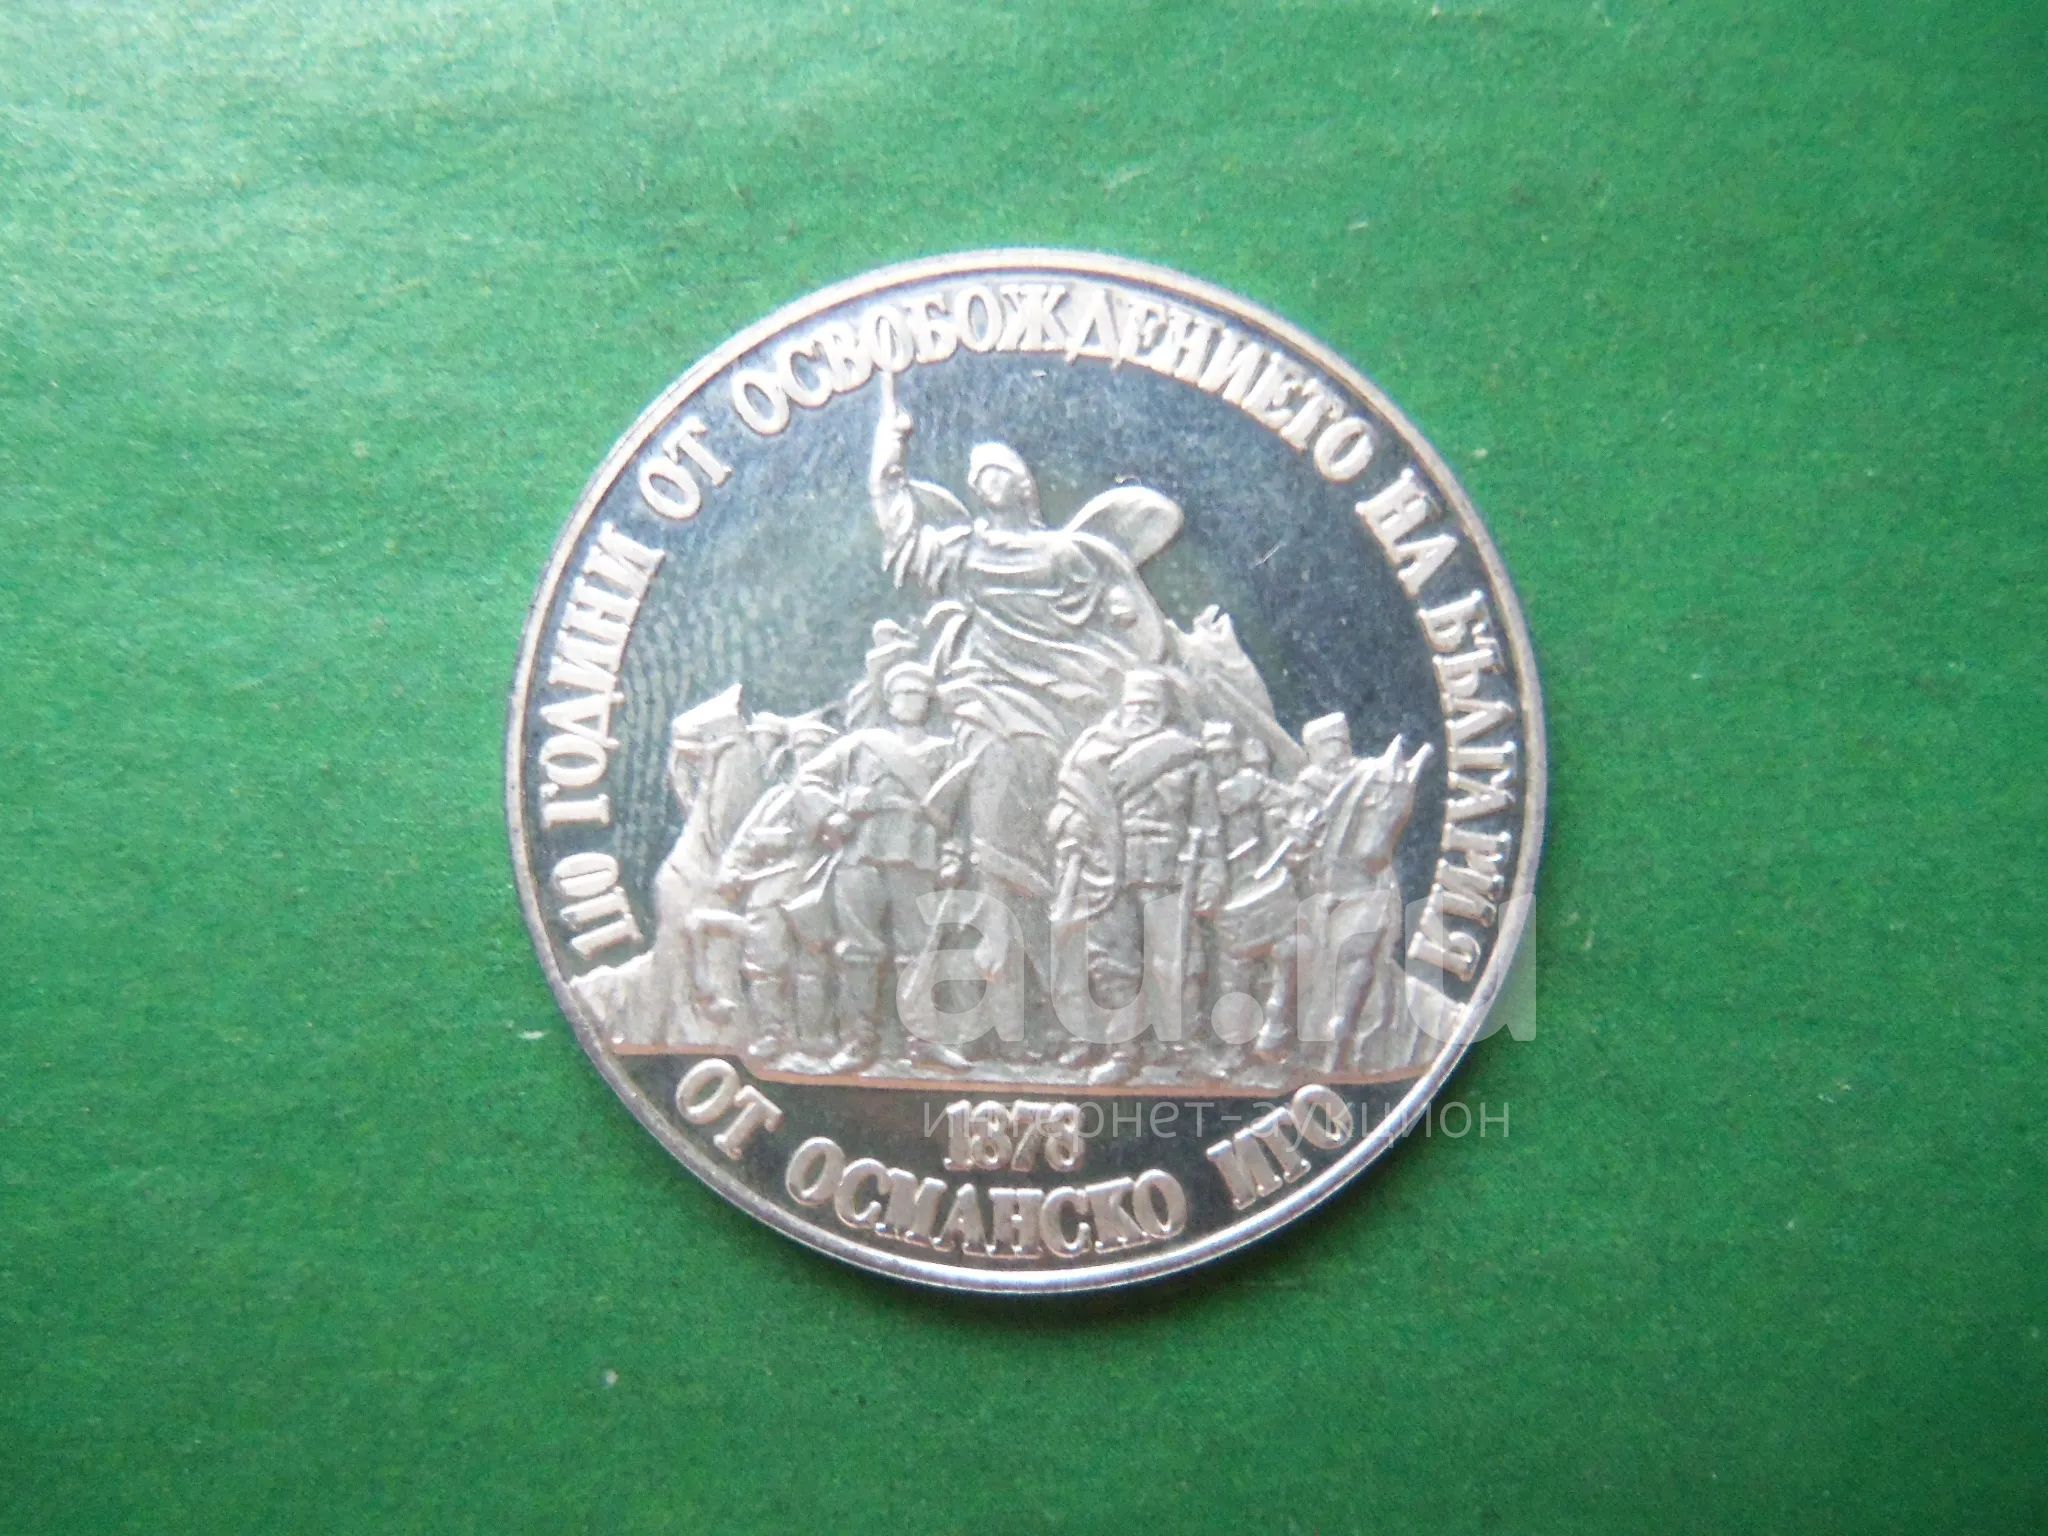 110 ГОДИНИ ОТ ОСВОБОЖДЕНИЕТО НА БЪЛГАРИЯ
1878
ОТ ОСМАНСКО ИГО
au.ru
интернет-аукцион